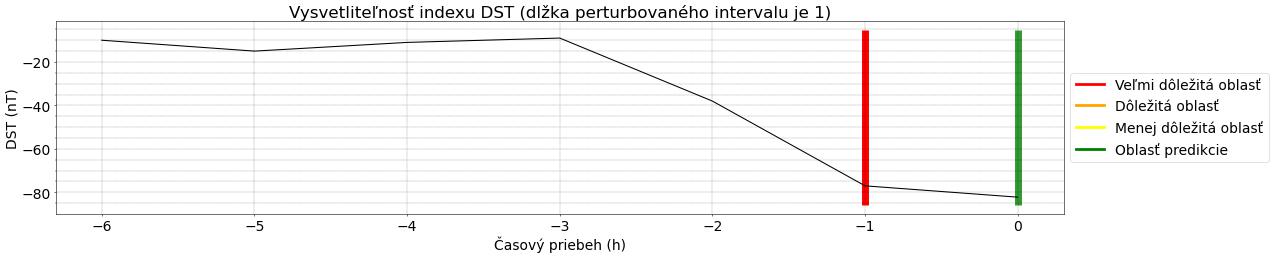 Vysvetliteľnosť indexu DST (dĺžka perturbovaného intervalu je 1)
DST (nT)
−20
−40
−60
−80
−6 −5 −4 −3 −2 −1 0
Časový priebeh (h)
Veľmi dôležitá oblasť
Dôležitá oblasť
Menej dôležitá oblasť
Oblasť predikcie